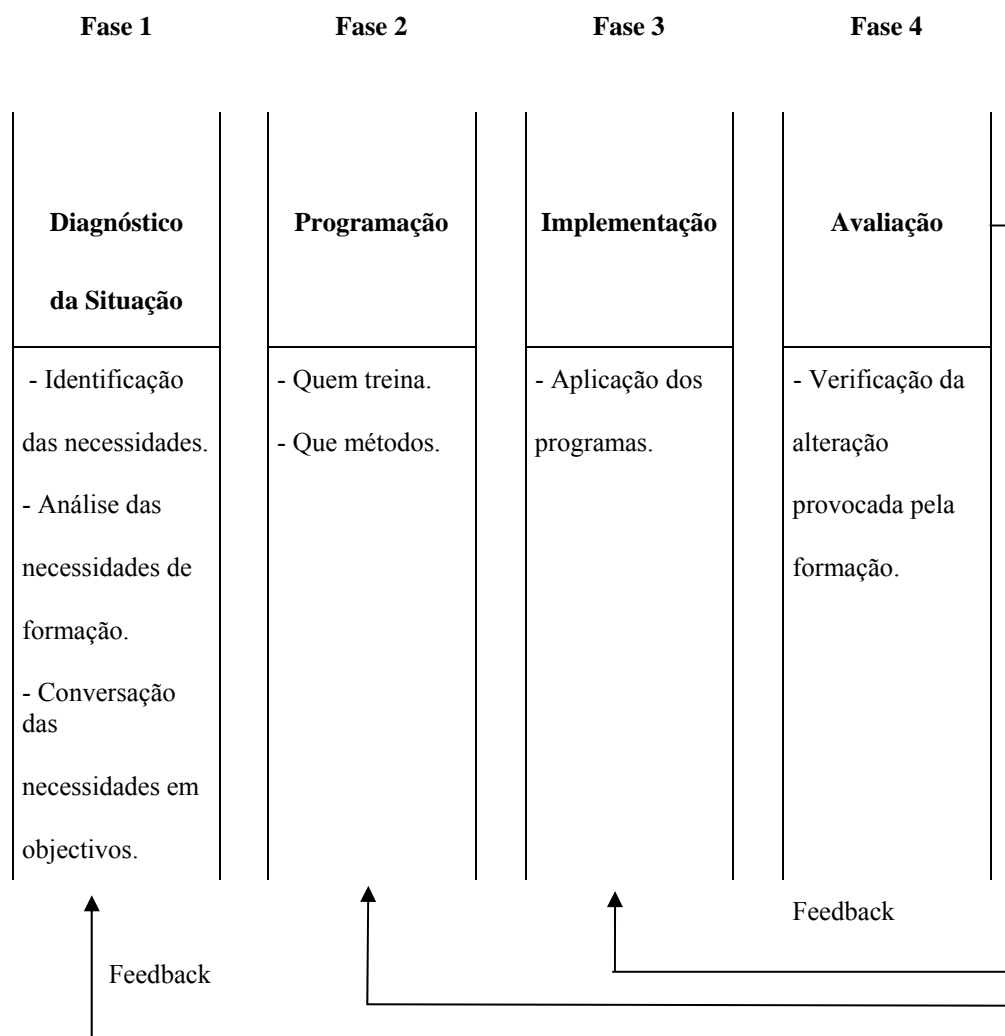 Fase 1 Fase 2 Fase 3 Fase 4
Diagnóstico
da Situação
Programação
Implementação
Avaliação
- Identificação
das necessidades.
- Análise das
necessidades de
formação.
- Conversação
das
necessidades em
objectivos.
- Quem treina.
- Que métodos.
- Aplicação dos
programas.
- Verificação da
alteração
provocada pela
formação.
Feedback
Feedback